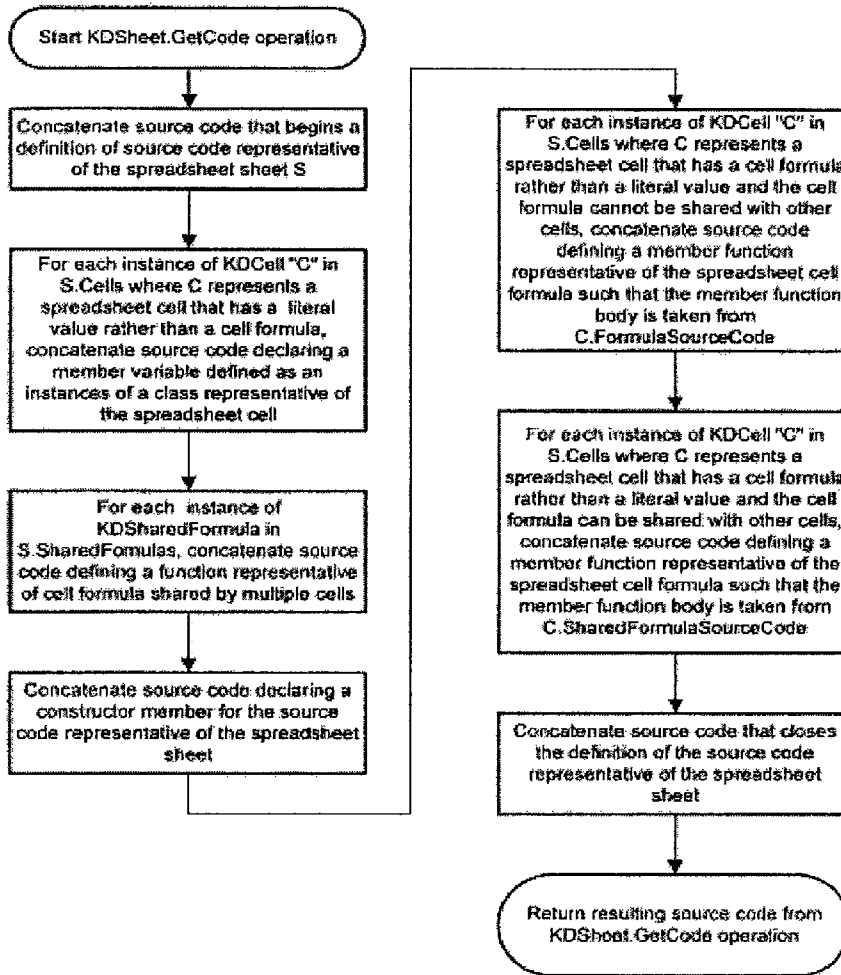 Start KDSheet.GetCode operation
Concatenate source code that begins a
definition of source code representative
of the spreadsheet sheet S
For each instance of KDCell "C" in
S.Cells where C represents a
spreadsheet cell that has a literal
value rather than a cell formula,
concatenate source code declaring a
member variable defined as an
instances of a class representative of
the spreadsheet cell
For each instance of
KDSharedFormula in
S.SharedFomulas, concatenate source
code defining a function representative
of cell formula shared by multiple cells
Concatenate source code declaring a
constructor member for the source
code representative of the spreadsheet
sheet
For each instance of KDCell "C" in
S.Cells where C represents a
spreadsheet cell that has a cell formula
rather than a literal value and the cell
formula cannot be shared with other
cells, concatenate source code
defining a member function
representative of the spreadsheet cell
formula such that the member function
body is taken from
C.FormulaSourceCode
For each instance of KDCell "C" in
S.Cells where C represents a
spreadsheet cell that has a cell formula
rather than a literal value and the cell
formula can be shared with other cells,
concatenate source code defining a
member function representative of the
spreadsheet cell formula such that the
member function body is taken from
C.SharedFormulaSourceCode
Concatenate source code that closes
the definition of the source code
representative of the spreadsheet
sheet
Return resulting source code from
KDSheet.GetCode operation